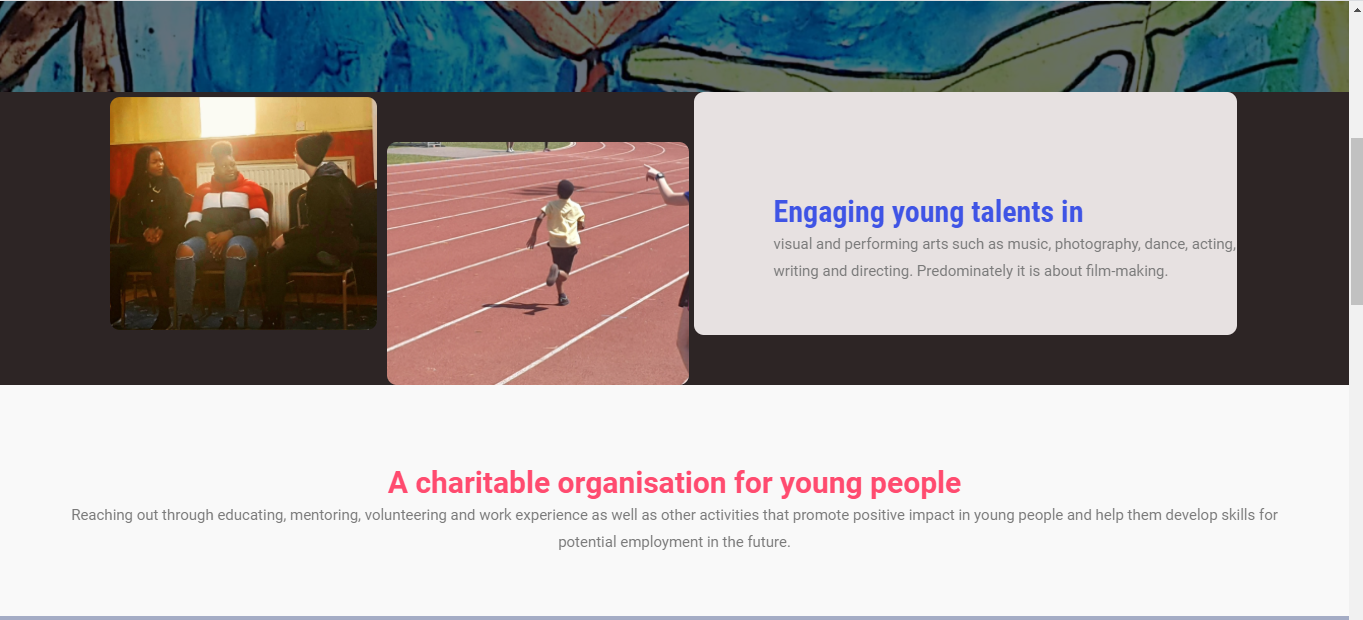 Engaging young talents in
visual and performing arts such as music, photography, dance, acting,
writing and directing. Predominately it is about film-making.
A charitable organisation for young people
Reaching out through educating, mentoring, volunteering and work experience as well as other activities that promote positive impact in young people and help them develop skills for
potential employment in the future.